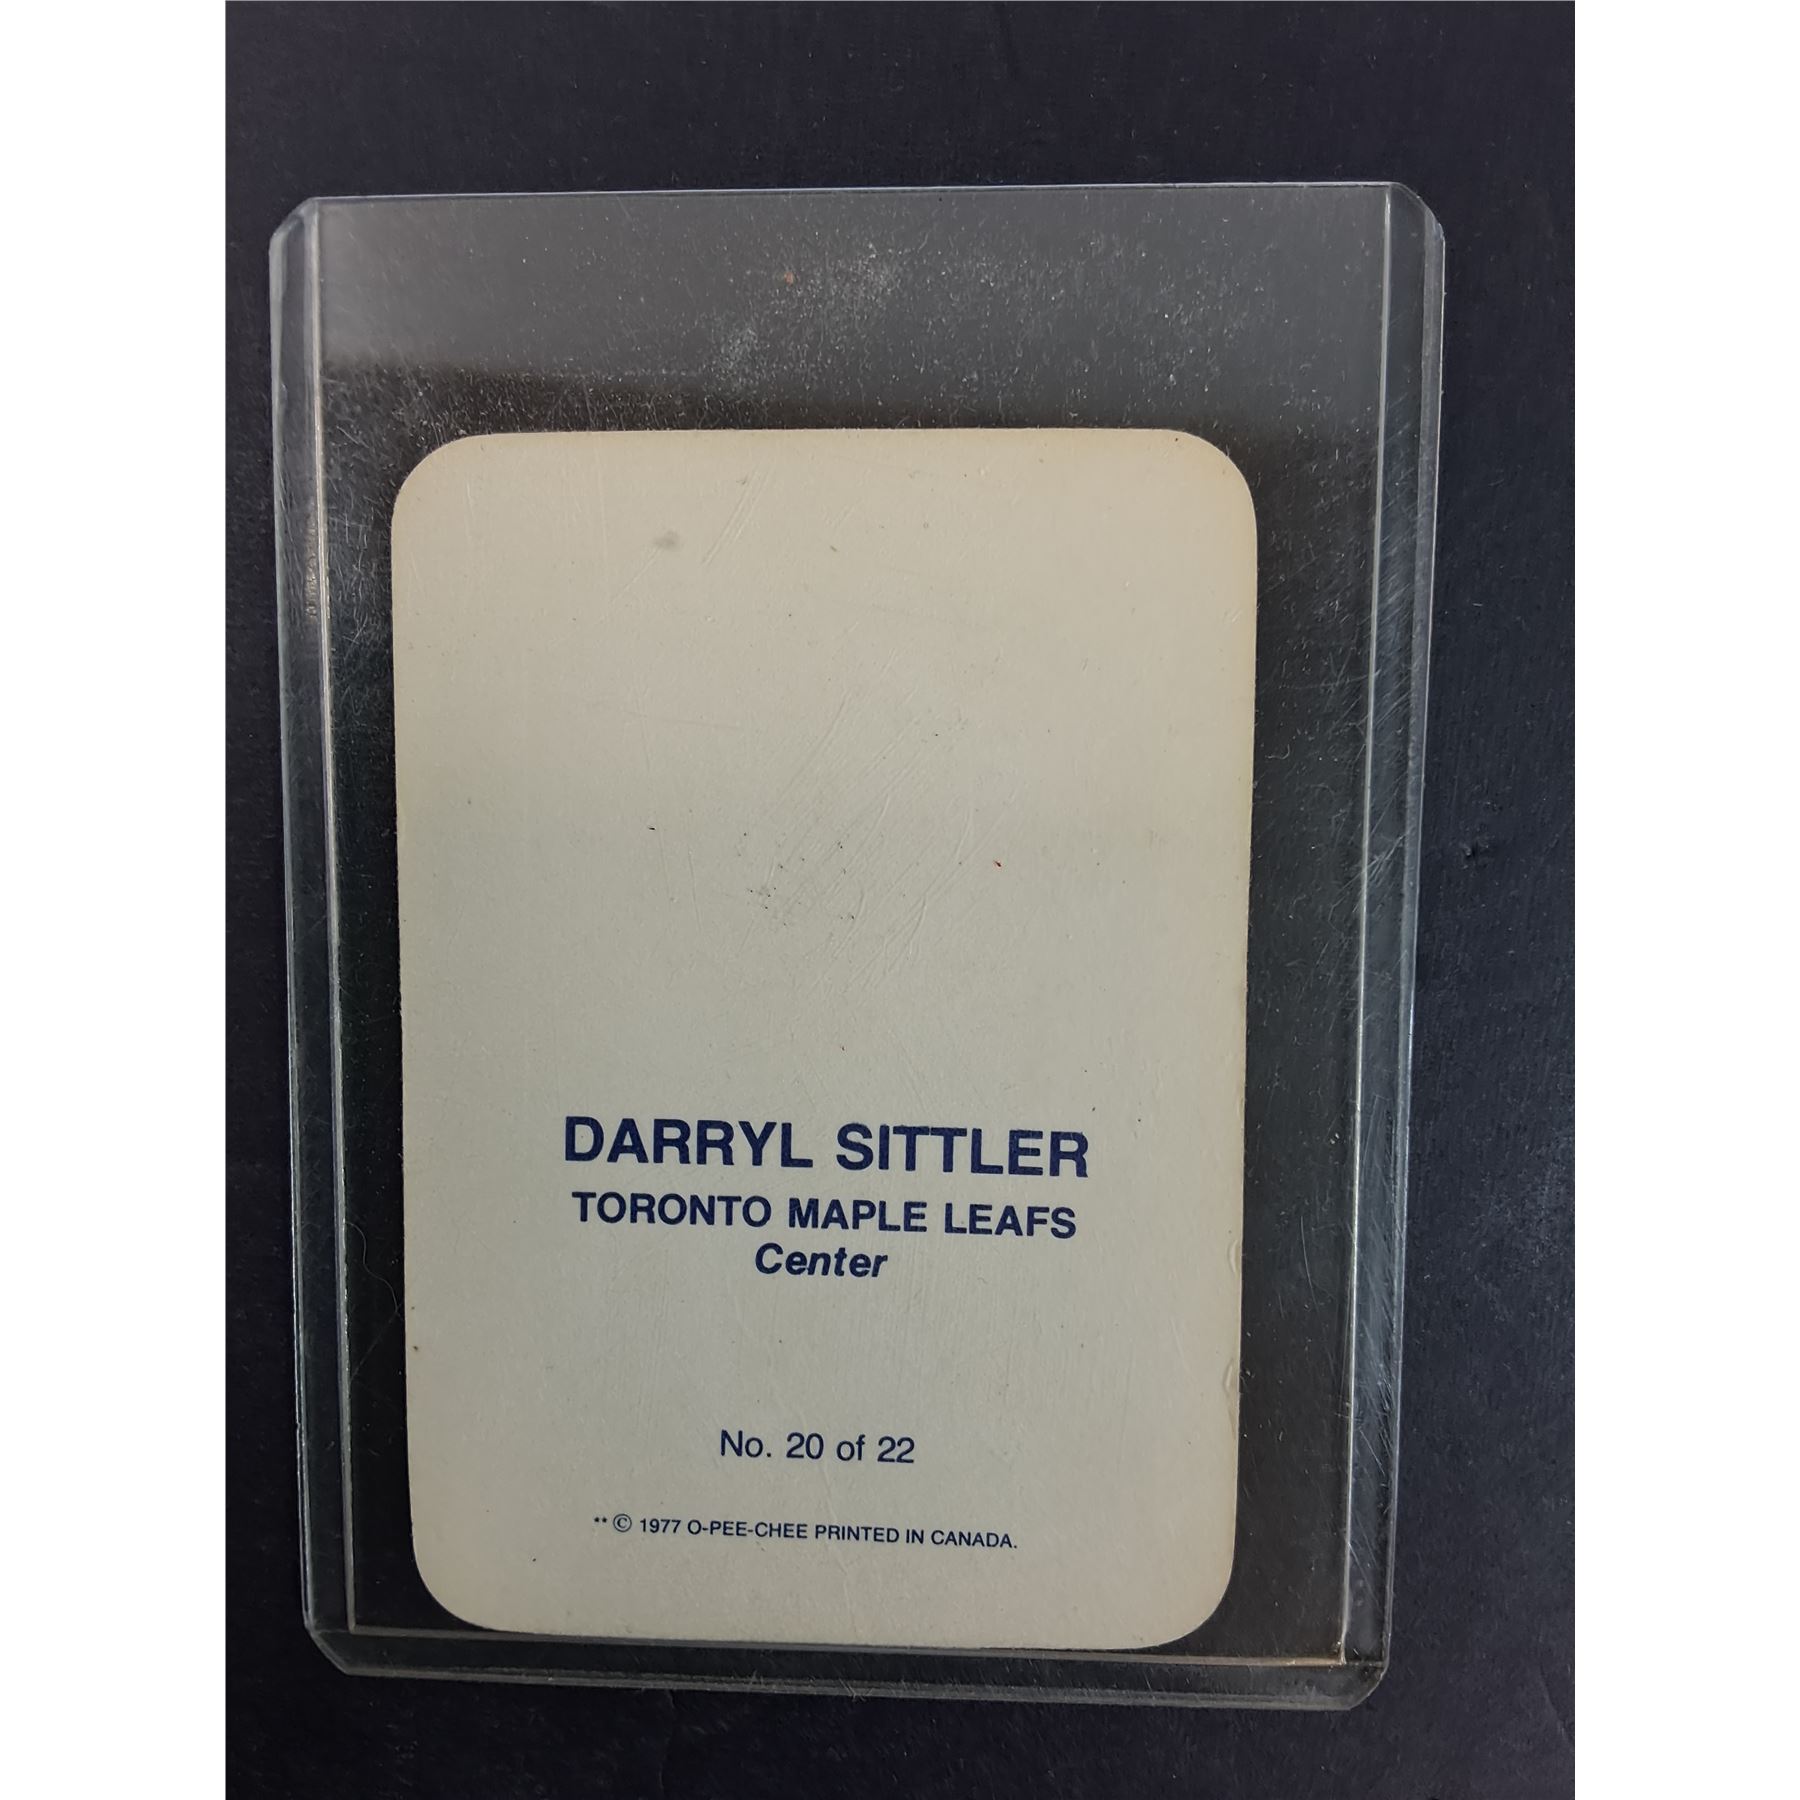 DARRYL SITTLER
TORONTO MAPLE LEAFS
Center
No. 20 of 22
** © 1977 O-PEE-CHEE PRINTED IN CANADA.